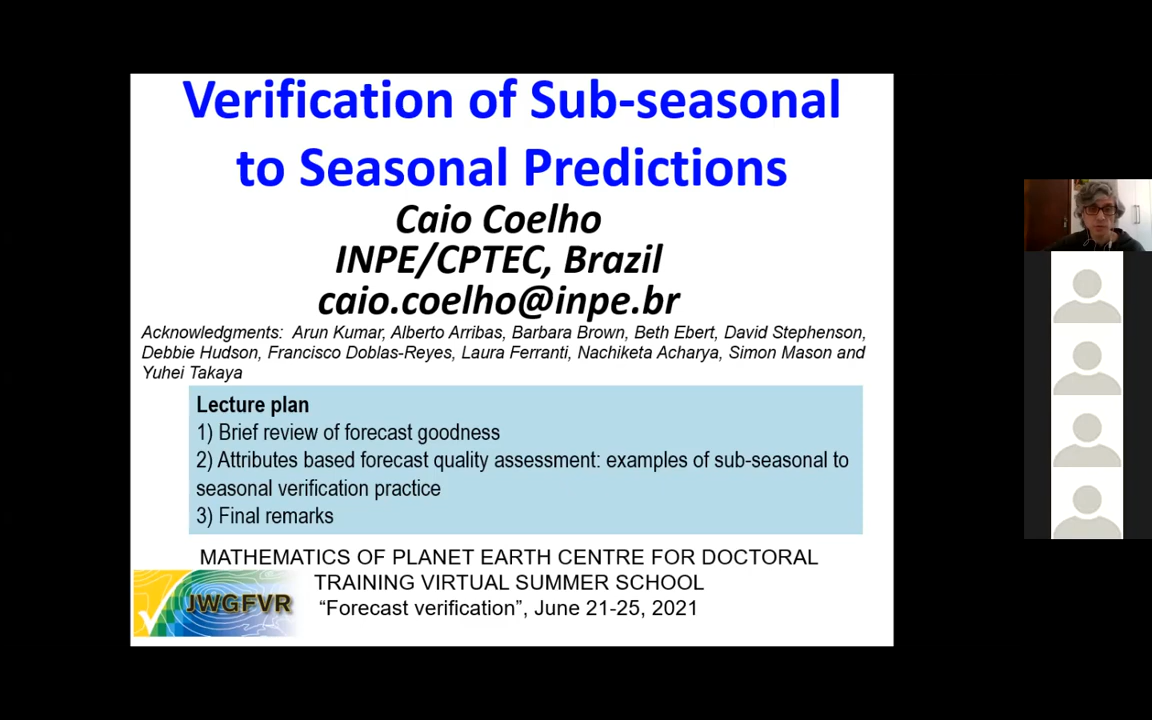 Verification of Sub-seasonal
to Seasonal Predictions
Caio Coelho
INPE/CPTEC, Brazil
caio.coelho@inpe.br
Acknowledgments: Arun Kumar, Alberto Arribas, Barbara Brown, Beth Ebert, David Stephenson,
Debbie Hudson, Francisco Doblas-Reyes, Laura Ferranti, Nachiketa Acharya, Simon Mason and
Yuhei Takaya
Lecture plan
1) Brief review of forecast goodness
2) Attributes based forecast quality assessment: examples of sub-seasonal to
seasonal verification practice
3) Final remarks
MATHEMATICS OF PLANET EARTH CENTRE FOR DOCTORAL
TRAINING VIRTUAL SUMMER SCHOOL
“Forecast verification”, June 21-25, 2021
JWGFVR